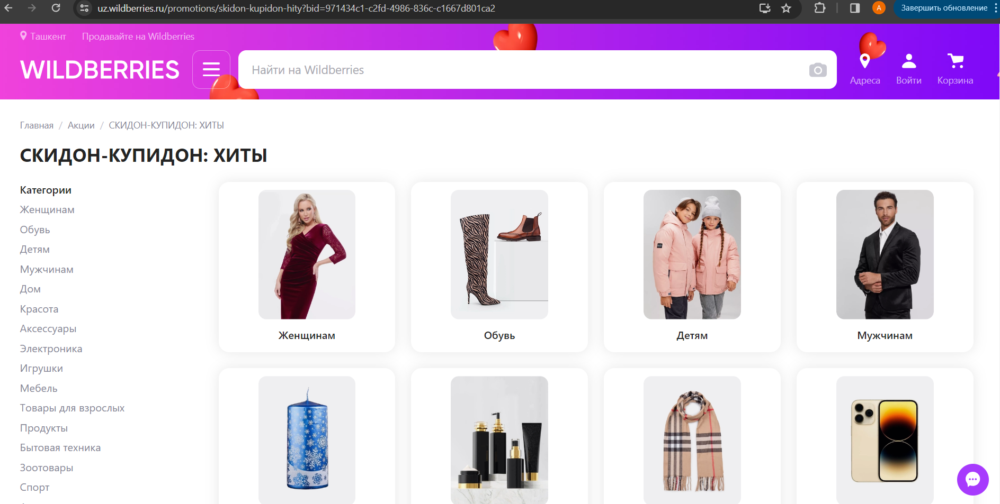 uz.wildberries.ru/promotions/skidon-kupidon-hity?bid=971434c1-c2fd-4986-836c-c1667d801ca2
А
Завершить обновление
Ташкент
Продавайте на Wildberries
WILDBERRIES
Найти на Wildberries
Адреса
Войти
Корзина
Главная / Акции / СКИДОН-КУПИДОН: ХИТЫ
СКИДОН-КУПИДОН: ХИТЫ
Категории
Женщинам
Обувь
Детям
Мужчинам
Дом
Красота
Аксессуары
Электроника
Игрушки
Мебель
Товары для взрослых
Продукты
Бытовая техника
Зоотовары
Спорт
Женщинам
Обувь
Детям
Мужчинам